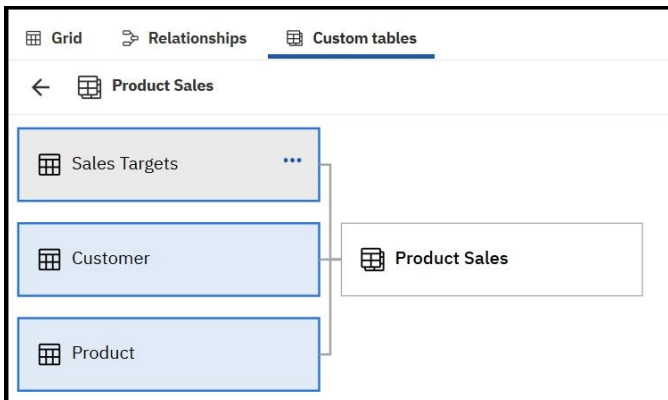 Grid Relationships Custom tables
Product Sales
Sales Targets
Customer
Product Sales
Product